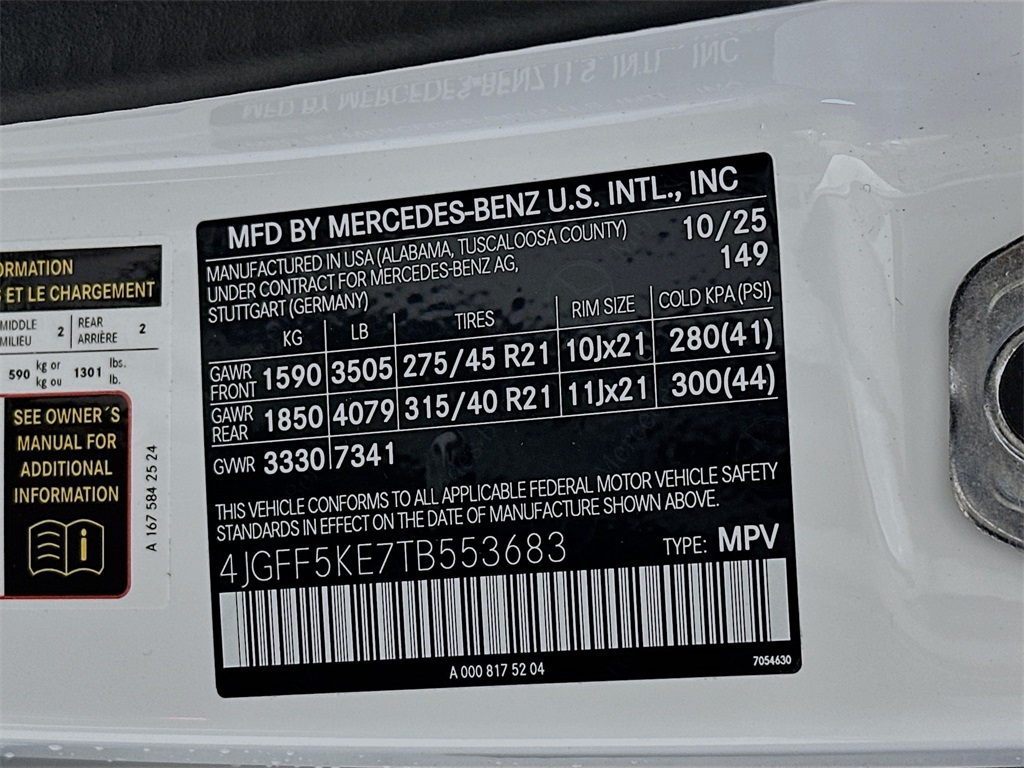 MFD BY MERCEDES-BENZ U.S. INTL., INC
MANUFACTURED IN USA (ALABAMA, TUSCALOOSA COUNTY) 10/25
UNDER CONTRACT FOR MERCEDES-BENZ AG, 149
STUTTGART (GERMANY)
KG LB TIRES RIM SIZE COLD KPA (PSI)
GAWR FRONT 1590 3505 275/45 R21 10Jx21 280(41)
GAWR REAR 1850 4079 315/40 R21 11Jx21 300(44)
GVWR 3330 7341
THIS VEHICLE CONFORMS TO ALL APPLICABLE FEDERAL MOTOR VEHICLE SAFETY
STANDARDS IN EFFECT ON THE DATE OF MANUFACTURE SHOWN ABOVE.
4JGFF5KE7TB553683 TYPE: MPV
A 000 817 52 04 7054630
ORMATION
S ET LE CHARGEMENT
MIDDLE 2 REAR 2
MILIEU ARRIÈRE
590 kg or 1301 lbs.
kg ou lb.
SEE OWNER´S
MANUAL FOR
ADDITIONAL
INFORMATION
A 167 584 25 24